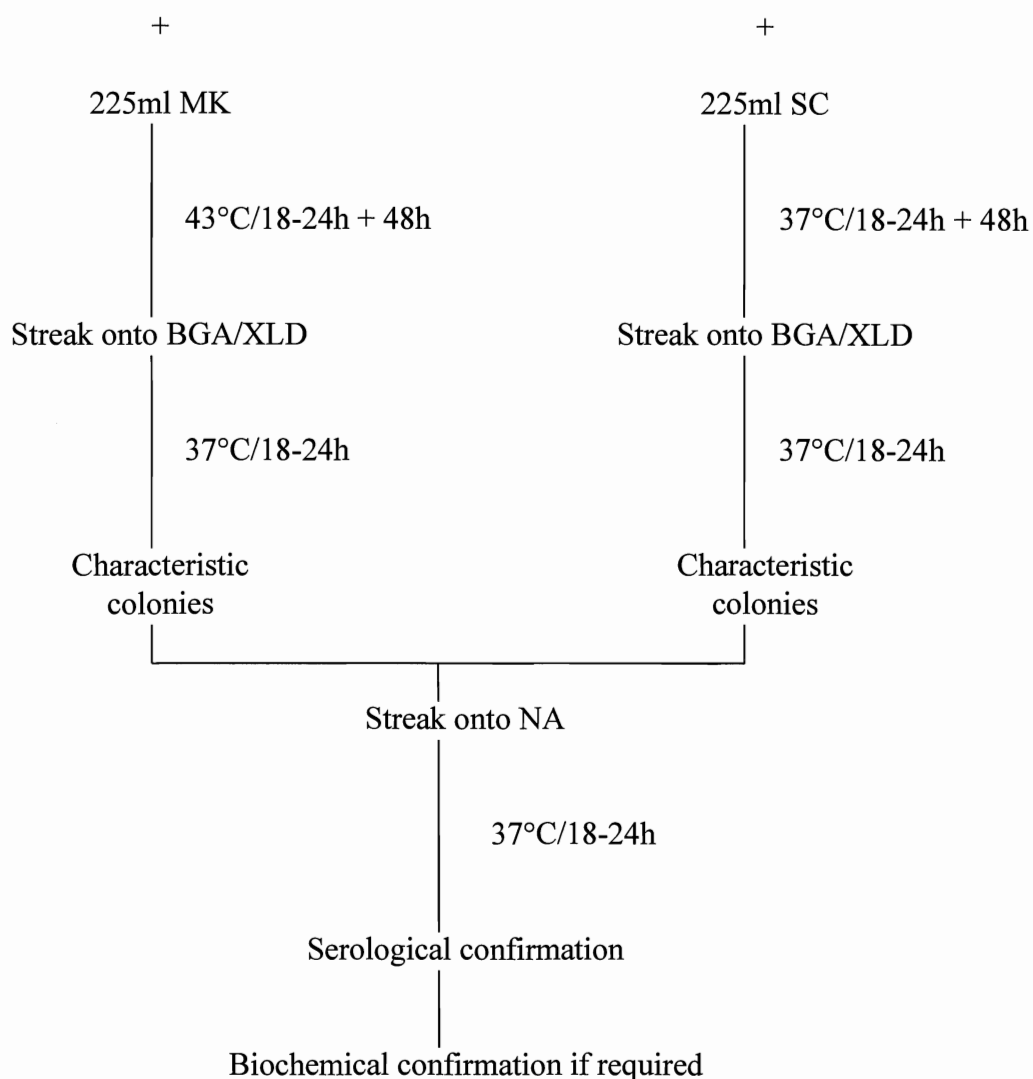 +
+
225ml MK
225ml SC
43°C/18-24h + 48h
37°C/18-24h + 48h
Streak onto BGA/XLD
Streak onto BGA/XLD
37°C/18-24h
37°C/18-24h
Characteristic
colonies
Characteristic
colonies
Streak onto NA
37°C/18-24h
Serological confirmation
Biochemical confirmation if required